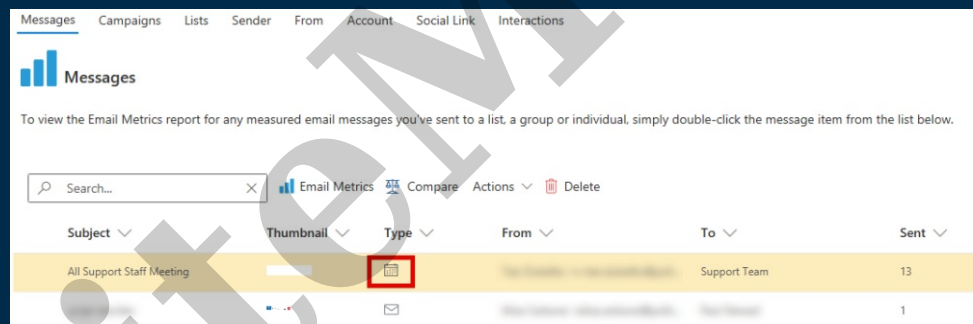 Messages Campaigns Lists Sender From Account Social Link Interactions
Messages
To view the Email Metrics report for any measured email messages you've sent to a list, a group or individual, simply double-click the message item from the list below.
Search... Email Metrics Compare Actions Delete
Subject Thumbnail Type From To Sent
All Support Staff Meeting Support Team 13
1